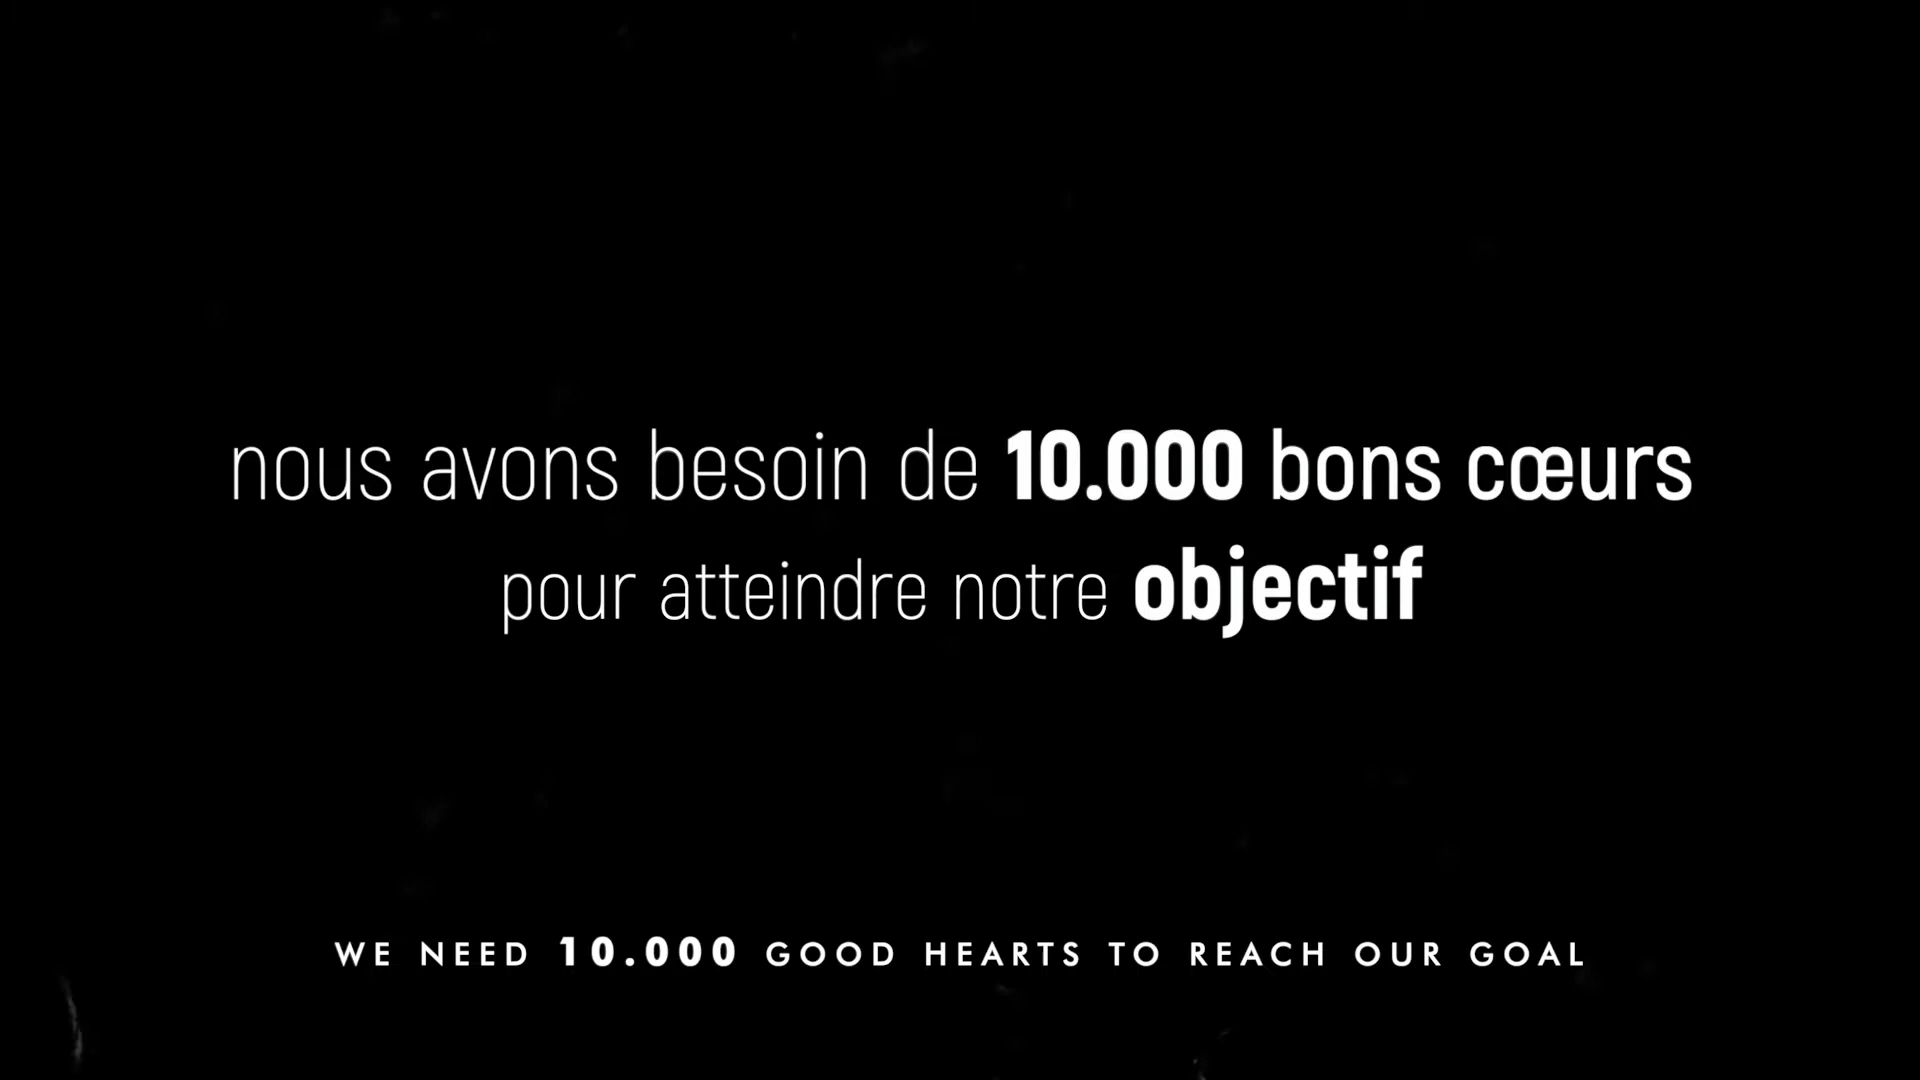 nous avons besoin de 10.000 bons cœurs
pour atteindre notre objectif
WE NEED 10.000 GOOD HEARTS TO REACH OUR GOAL